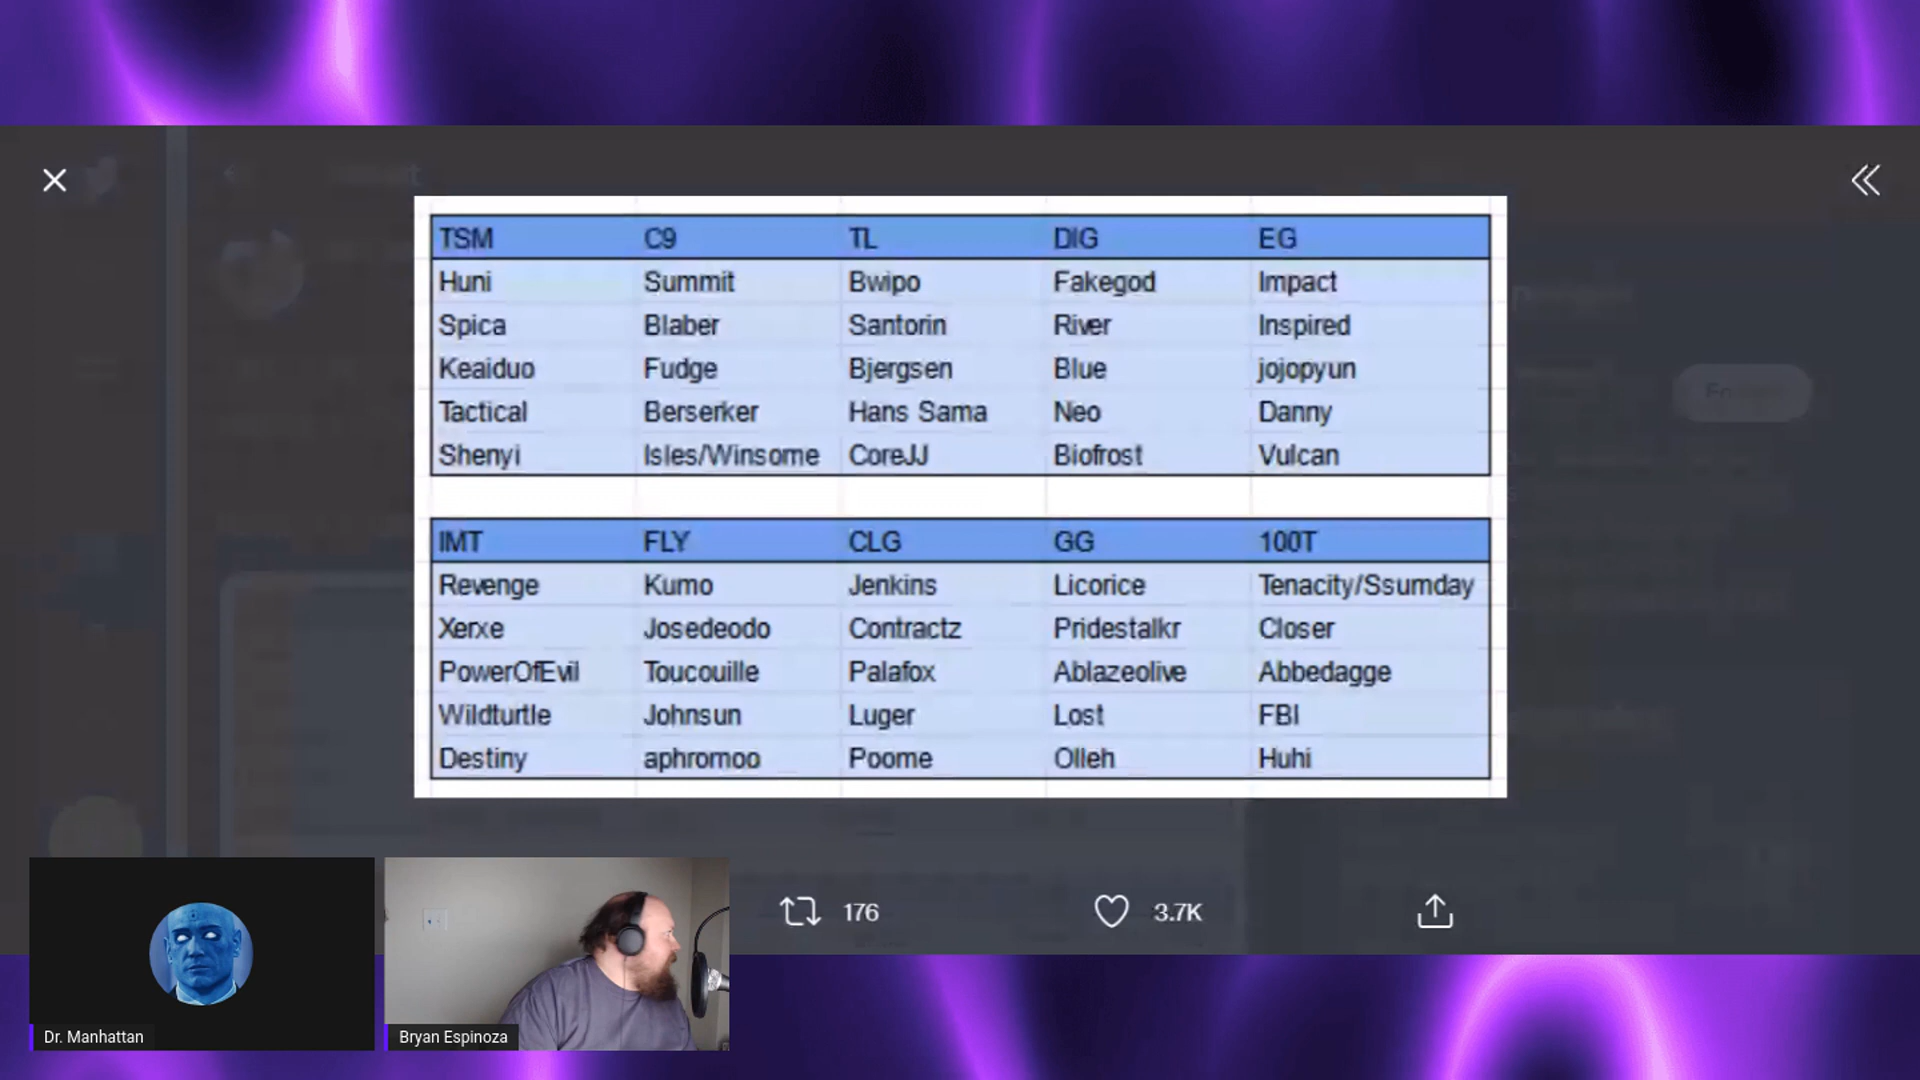 TSM C9 TL DIG EG
Huni Summit Bwipo Fakegod Impact
Spica Blaber Santorin River Inspired
Keaiduo Fudge Bjergsen Blue jojopyun
Tactical Berserker Hans Sama Neo Danny
Shenyi Isles/Winsome CoreJJ Biofrost Vulcan
IMT FLY CLG GG 100T
Revenge Kumo Jenkins Licorice Tenacity/Ssumday
Xerxe Josedeodo Contractz Pridestalkr Closer
PowerOfEvil Toucouille Palafox Ablazeolive Abbedagge
Wildturtle Johnsun Luger Lost FBI
Destiny aphromoo Poome Olleh Huhi
176 3.7K
Dr. Manhattan Bryan Espinoza